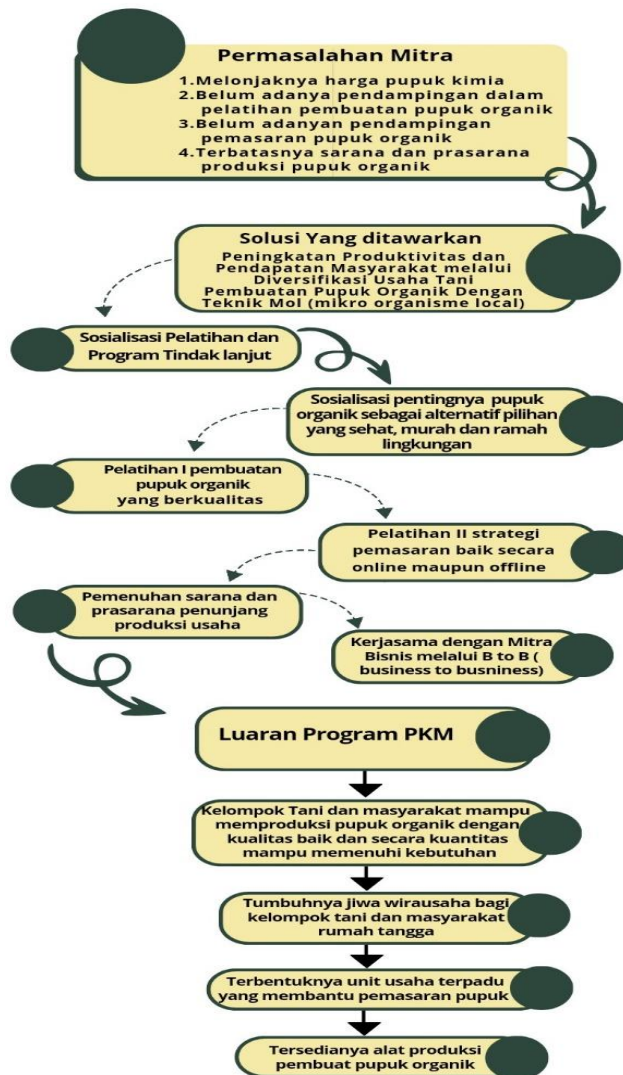 Permasalahan Mitra
1.Melonjaknya harga pupuk kimia
2.Belum adanya pendampingan dalam
pelatihan pembuatan pupuk organik
3.Belum adanyan pendampingan
pemasaran pupuk organik
4.Terbatasnya sarana dan prasarana
produksi pupuk organik
Solusi Yang ditawarkan
Peningkatan Produktivitas dan
Pendapatan Masyarakat melalui
Diversifikasi Usaha Tani
Pembuatan Pupuk Organik Dengan
Teknik Mol (mikro organisme local)
Sosialisasi Pelatihan dan
Program Tindak lanjut
Sosialisasi pentingnya pupuk
organik sebagai alternatif pilihan
yang sehat, murah dan ramah
lingkungan
Pelatihan I pembuatan
pupuk organik
yang berkualitas
Pelatihan II strategi
pemasaran baik secara
online maupun offline
Pemenuhan sarana dan
prasarana penunjang
produksi usaha
Kerjasama dengan Mitra
Bisnis melalui B to B (
business to busniness)
Luaran Program PKM
Kelompok Tani dan masyarakat mampu
memproduksi pupuk organik dengan
kualitas baik dan secara kuantitas
mampu memenuhi kebutuhan
Tumbuhnya jiwa wirausaha bagi
kelompok tani dan masyarakat
rumah tangga
Terbentuknya unit usaha terpadu
yang membantu pemasaran pupuk
Tersedianya alat produksi
pembuat pupuk organik